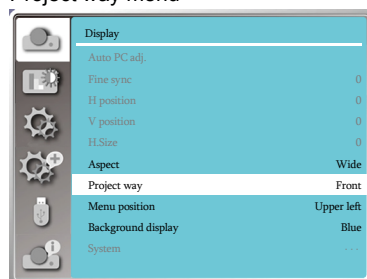 Project way menu
Display
Auto PC adj.
Fine sync 0
H position 0
V position 0
H.Size 0
Aspect Wide
Project way Front
Menu position Upper left
Background display Blue
System - - -